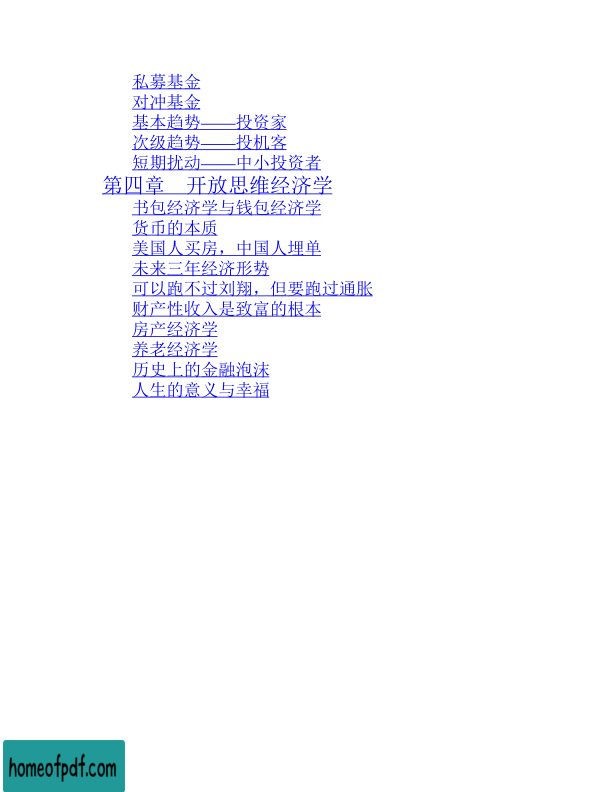 私募基金
对冲基金
基本趋势——投资家
次级趋势——投机客
短期扰动——中小投资者
第四章　开放思维经济学
书包经济学与钱包经济学
货币的本质
美国人买房，中国人埋单
未来三年经济形势
可以跑不过刘翔，但要跑过通胀
财产性收入是致富的根本
房产经济学
养老经济学
历史上的金融泡沫
人生的意义与幸福
homeofpdf.com